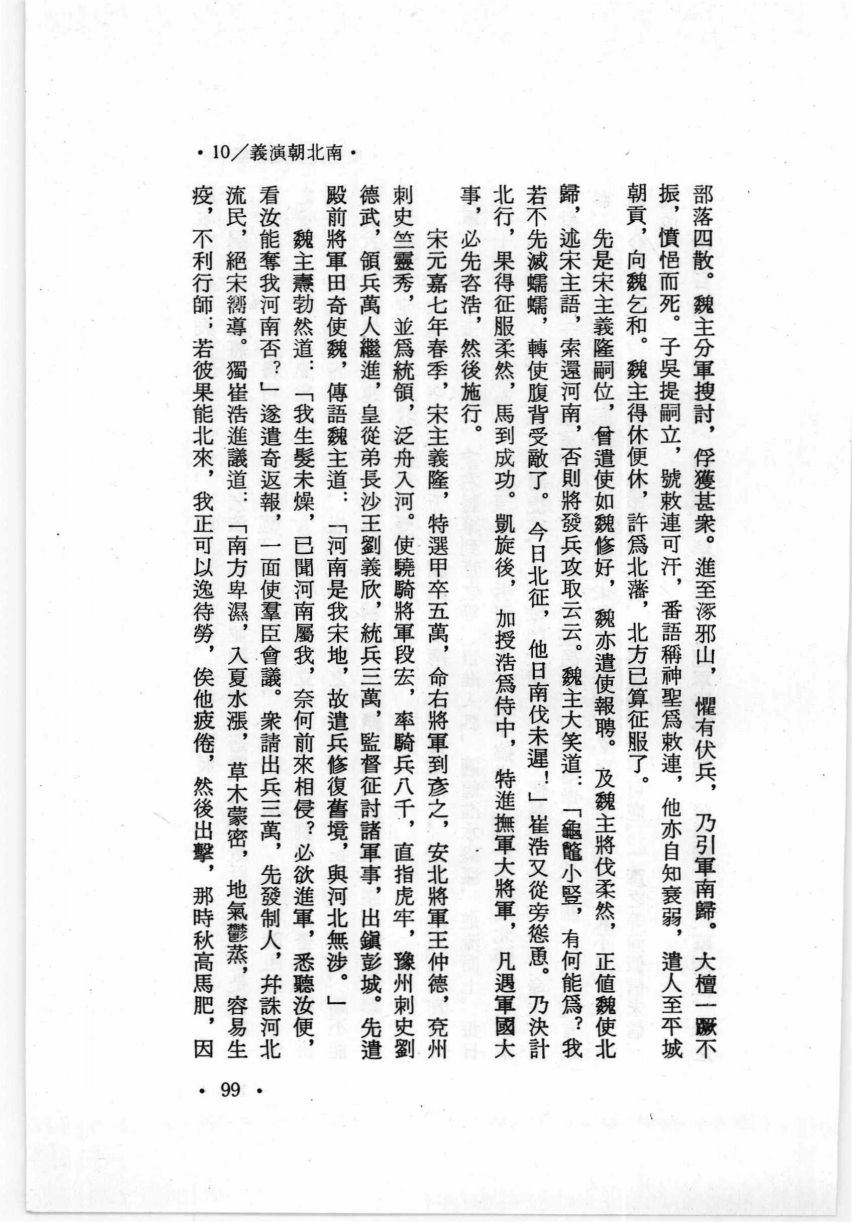 •10／義演朝北南•
部落四散。魏主分軍搜討，俘獲甚衆。進至涿邪山，懼有伏兵，乃引軍南歸。大檀一蹶不
振，憤悒而死。子吳提嗣立，號敕連可汗，番語稱神聖爲敕連，他亦自知衰弱，遣人至平城
朝貢，向魏乞和。魏主得休便休，許爲北藩，北方已算征服了。
先是宋主義隆嗣位，曾遣使如魏修好，魏亦遣使報聘。及魏主將伐柔然，正值魏使北
歸，述宋主語，索還河南，否則將發兵攻取云云。魏主大笑道：「龜鼈小豎，有何能爲？我
若不先滅蠕蠕，轉使腹背受敵了。今日北征，他日南伐未遲！」崔浩又從旁慫恿。乃決計
北行，果得征服柔然，馬到成功。凱旋後，加授浩爲侍中，特進撫軍大將軍，凡遇軍國大
事，必先咨浩，然後施行。
宋元嘉七年春季，宋主義隆，特選甲卒五萬，命右將軍到彥之，安北將軍王仲德，兗州
刺史竺靈秀，並爲統領，泛舟入河。使驍騎將軍段宏，率騎兵八千，直指虎牢，豫州刺史劉
德武，領兵萬人繼進，皇從弟長沙王劉義欣，統兵三萬，監督征討諸軍事，出鎭彭城。先遣
殿前將軍田奇使魏，傳語魏主道：「河南是我宋地，故遣兵修復舊境，與河北無涉。」
魏主燾勃然道：「我生髮未燥，已聞河南屬我，奈何前來相侵？必欲進軍，悉聽汝便，
看汝能奪我河南否？」遂遣奇返報，一面使羣臣會議。衆請出兵三萬，先發制人，幷誅河北
流民，絕宋嚮導。獨崔浩進議道：「南方卑濕，入夏水漲，草木蒙密，地氣鬱蒸，容易生
疫，不利行師；若彼果能北來，我正可以逸待勞，俟他疲倦，然後出擊，那時秋高馬肥，因
•99•